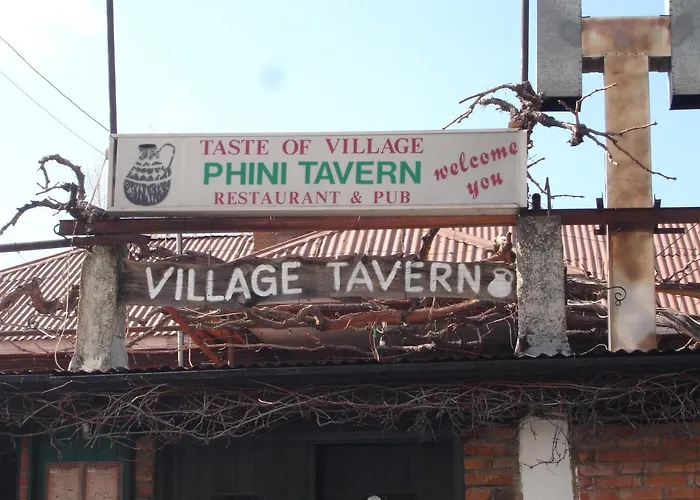 TASTE OF VILLAGE
PHINI TAVERN
RESTAURANT & PUB
welcome
you
VILLAGE TAVERN